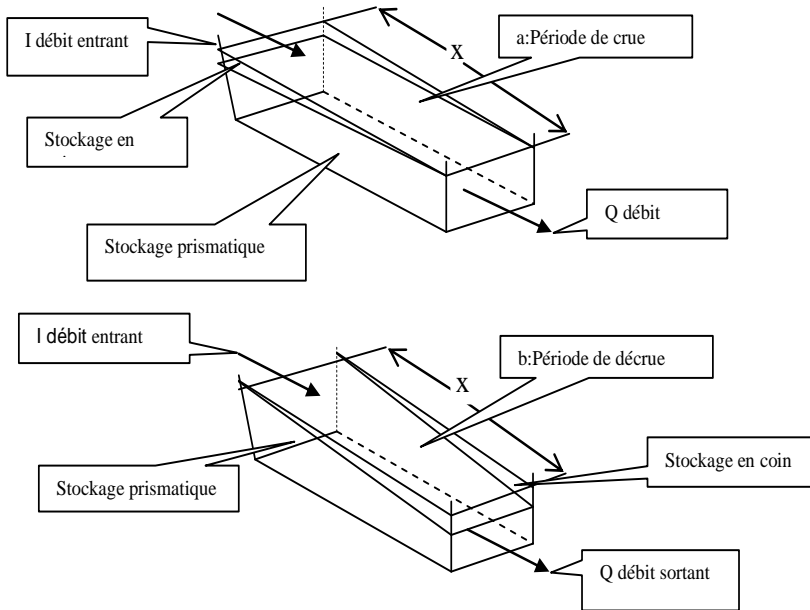 I débit entrant
a:Période de crue
X
Stockage en
Q débit
Stockage prismatique
I débit entrant
b:Période de décrue
X
Stockage en coin
Stockage prismatique
Q débit sortant